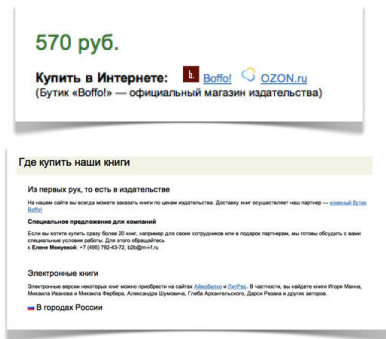 570 руб.
Купить в Интернете: b. Boffo! OZON.ru
(Бутик «Boffo!» — официальный магазин издательства)
Где купить наши книги
Из первых рук, то есть в издательстве
На нашем сайте вы всегда можете заказать книги по ценам издательства. Доставку книг осуществляет наш партнер — книжный бутик
Boffo!
Специальное предложение для компаний
Если вы хотите купить сразу более 20 книг, например для своих сотрудников или в подарок партнерам, мы готовы обсудить с вами
специальные условия работы. Для этого обращайтесь
к Елене Межуевой: +7 (495) 792-43-72, b2b@m-i-f.ru
Электронные книги
Электронные версии некоторых книг можно приобрести на сайтах Аймобилко и ЛитРес. В частности, вы найдете книги Игоря Манна,
Михаила Иванова и Михаила Фербера, Александра Шумовича, Глеба Архангельского, Дарси Резака и других авторов.
В городах России